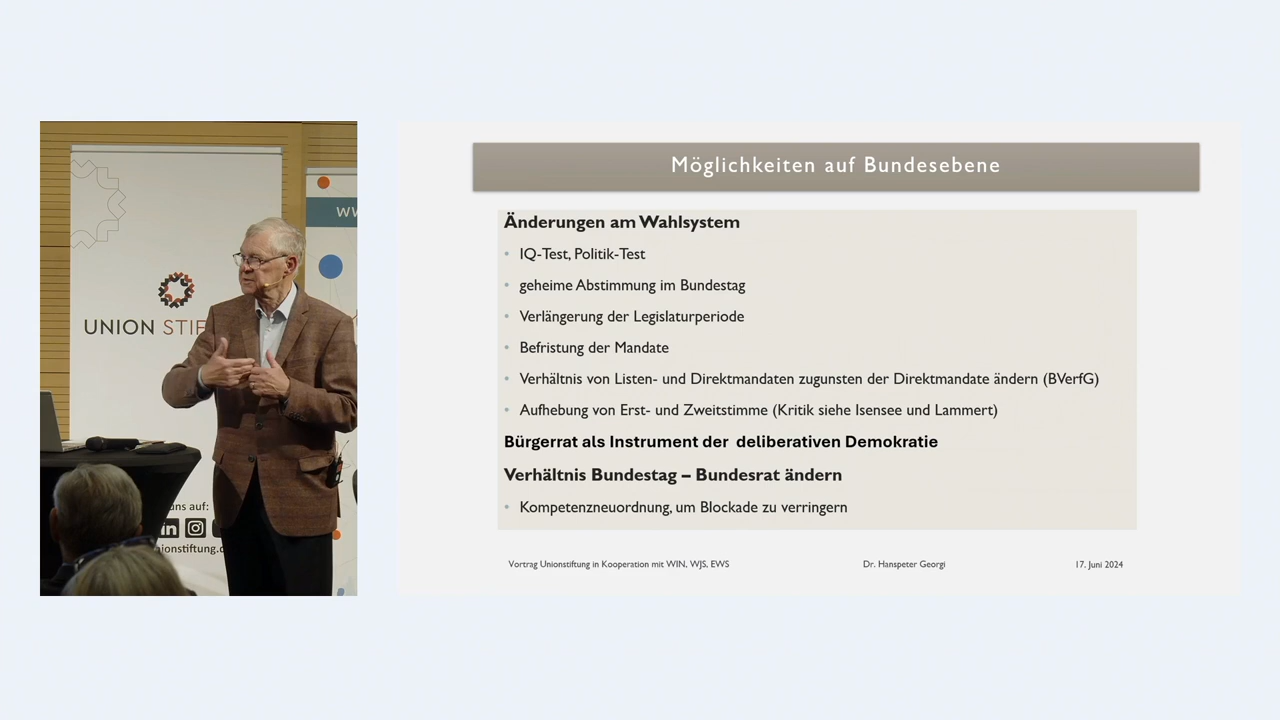 UNION STIF
WW
uns auf:
in
nionstiftung.d
Möglichkeiten auf Bundesebene
Änderungen am Wahlsystem
• IQ-Test, Politik-Test
• geheime Abstimmung im Bundestag
• Verlängerung der Legislaturperiode
• Befristung der Mandate
• Verhältnis von Listen- und Direktmandaten zugunsten der Direktmandate ändern (BVerfG)
• Aufhebung von Erst- und Zweitstimme (Kritik siehe Isensee und Lammert)
Bürgerrat als Instrument der deliberativen Demokratie
Verhältnis Bundestag – Bundesrat ändern
• Kompetenzneuordnung, um Blockade zu verringern
Vortrag Unionstiftung in Kooperation mit WIN, WJS, EWS Dr. Hanspeter Georgi 17. Juni 2024